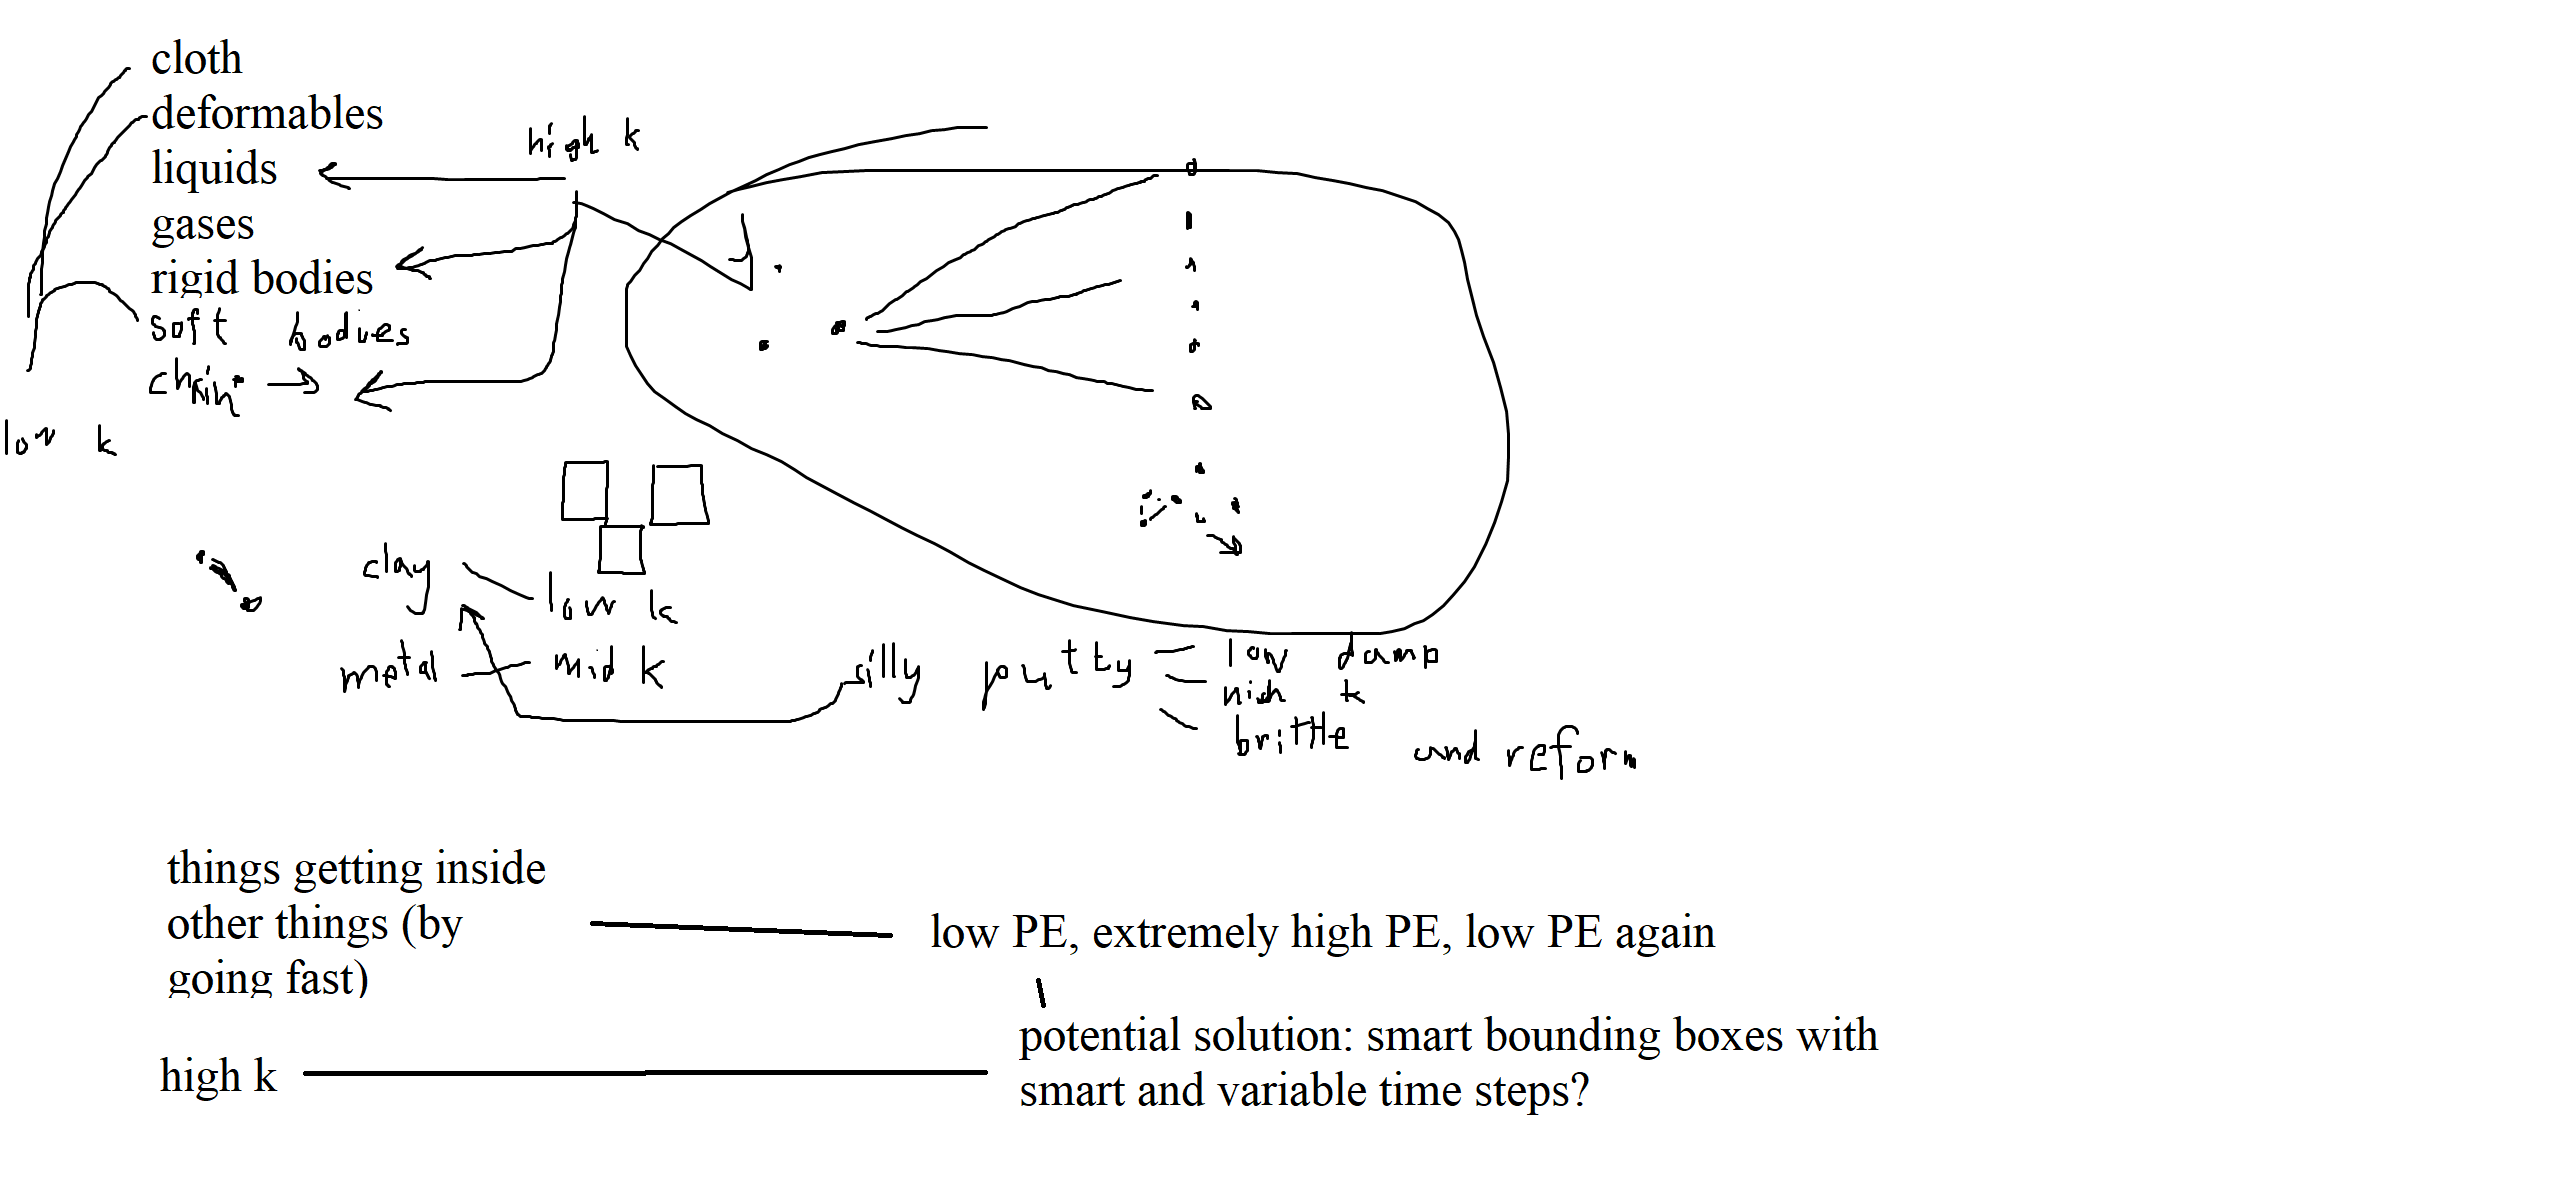 cloth
deformables
liquids
gases
rigid bodies
soft bodies
chain
high k
low k
clay
low k
metal
mid k
silly putty
low damp
high k
brittle and reform
things getting inside
other things (by
going fast)
low PE, extremely high PE, low PE again
potential solution: smart bounding boxes with
smart and variable time steps?
high k